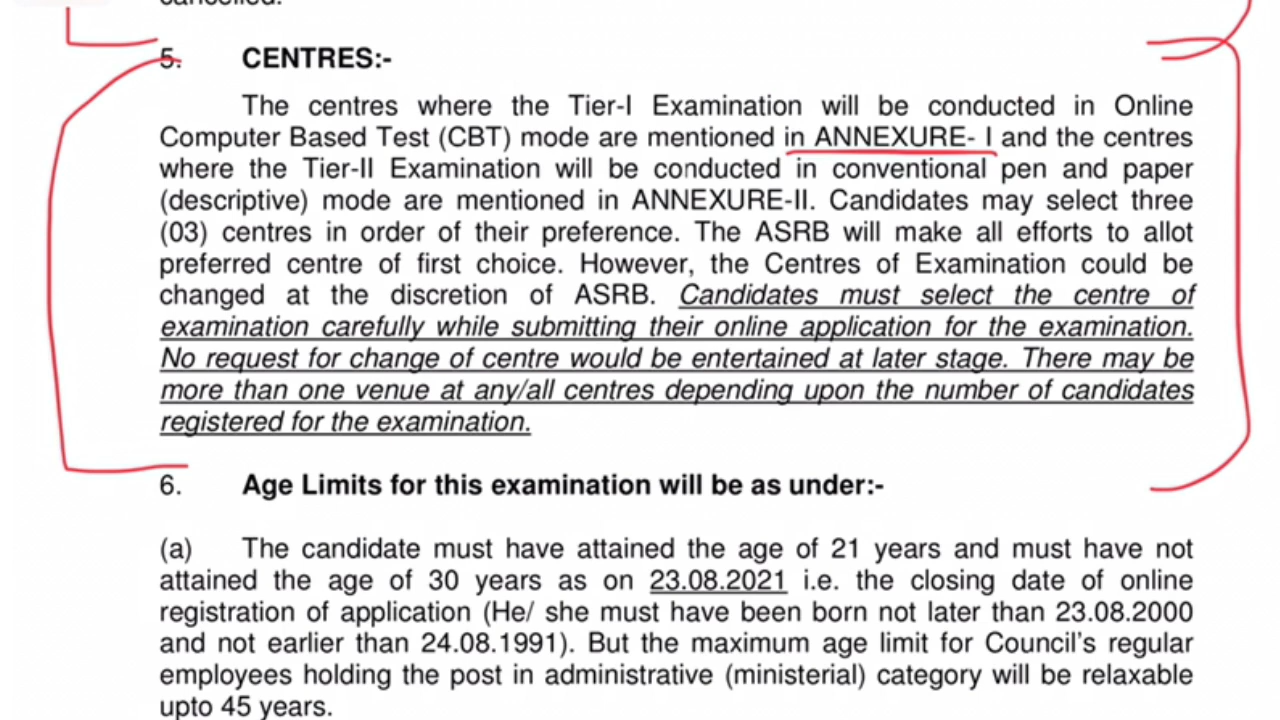 cancelled.
5. CENTRES:-
The centres where the Tier-I Examination will be conducted in Online
Computer Based Test (CBT) mode are mentioned in ANNEXURE- I and the centres
where the Tier-II Examination will be conducted in conventional pen and paper
(descriptive) mode are mentioned in ANNEXURE-II. Candidates may select three
(03) centres in order of their preference. The ASRB will make all efforts to allot
preferred centre of first choice. However, the Centres of Examination could be
changed at the discretion of ASRB. Candidates must select the centre of
examination carefully while submitting their online application for the examination.
No request for change of centre would be entertained at later stage. There may be
more than one venue at any/all centres depending upon the number of candidates
registered for the examination.
6. Age Limits for this examination will be as under:-
(a) The candidate must have attained the age of 21 years and must have not
attained the age of 30 years as on 23.08.2021 i.e. the closing date of online
registration of application (He/ she must have been born not later than 23.08.2000
and not earlier than 24.08.1991). But the maximum age limit for Council's regular
employees holding the post in administrative (ministerial) category will be relaxable
upto 45 years.